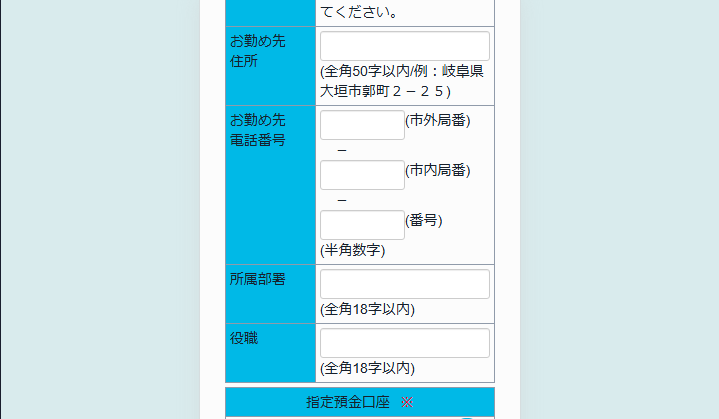 てください。
お勤め先
住所
(全角50字以内/例：岐阜県
大垣市郭町２－２５)
お勤め先
電話番号
(市外局番)
－
(市内局番)
－
(番号)
(半角数字)
所属部署
(全角18字以内)
役職
(全角18字以内)
指定預金口座 ※